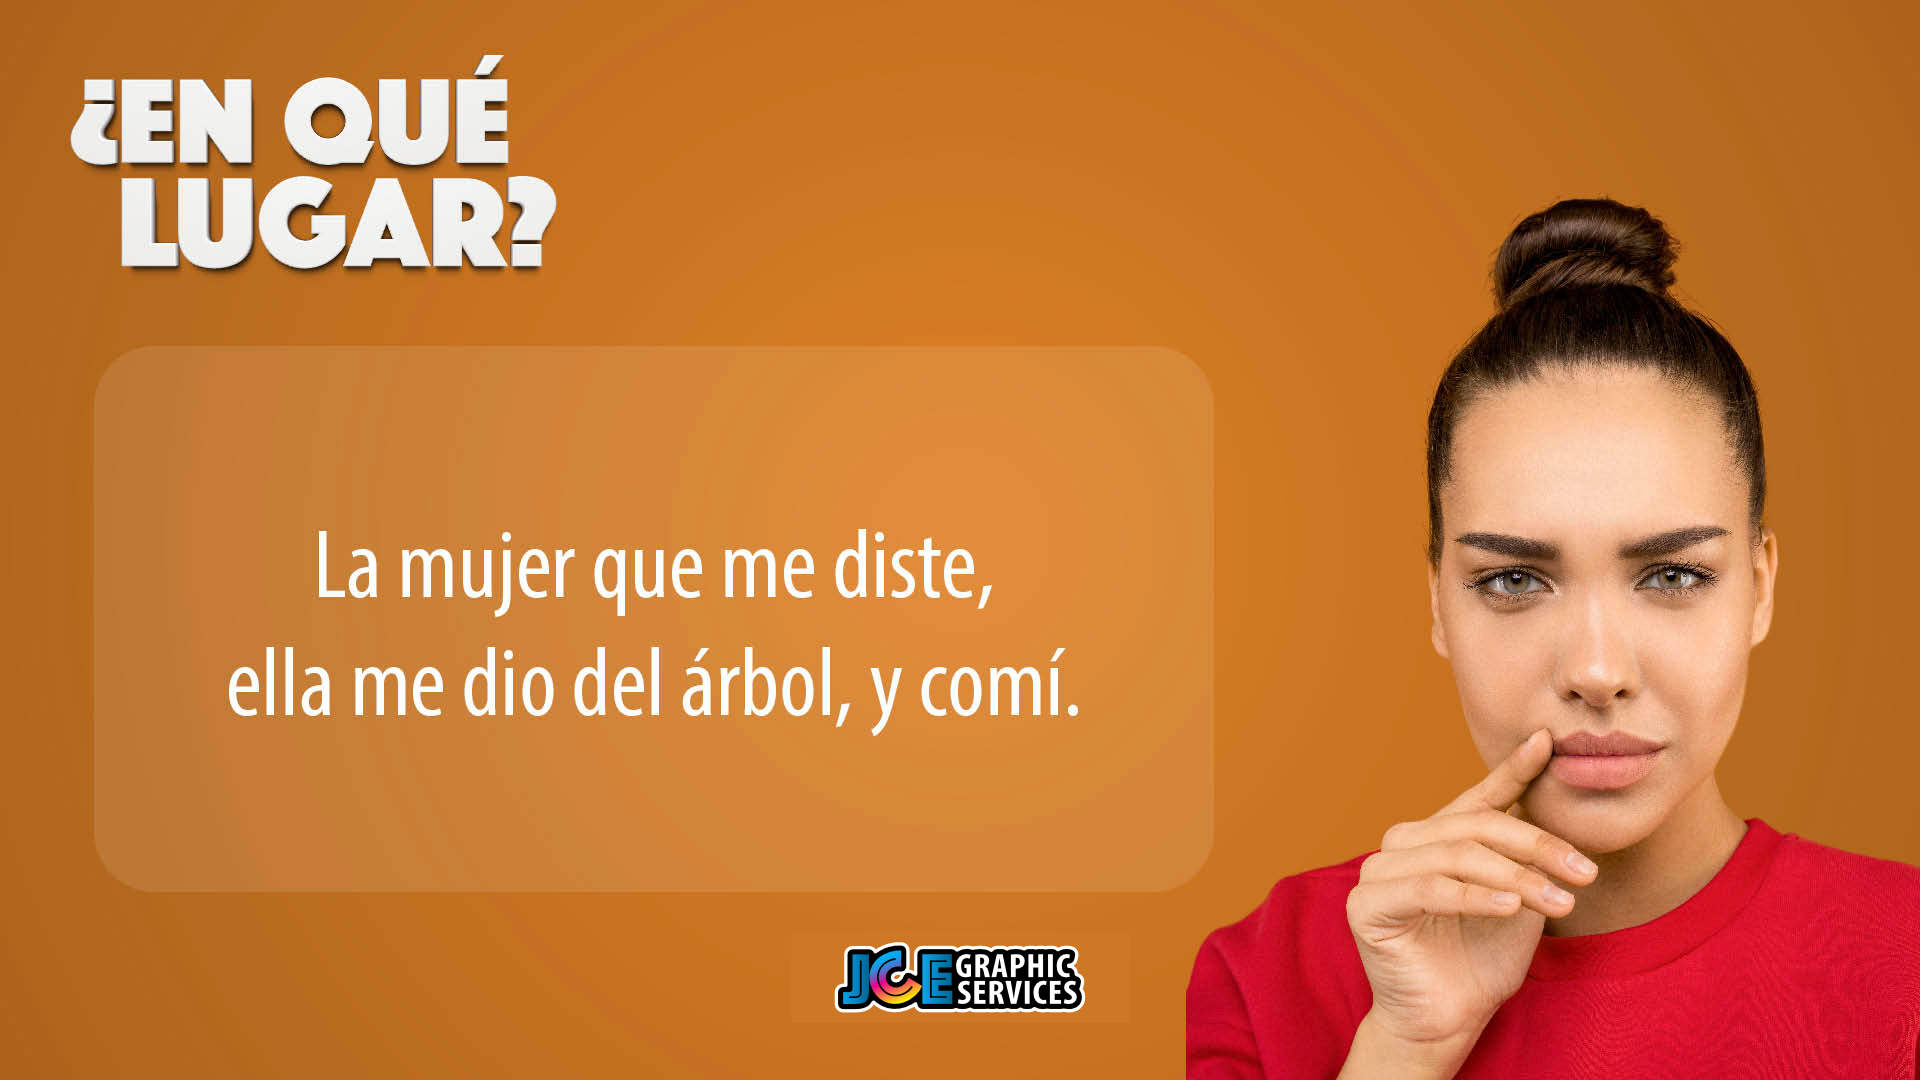 ¿EN QUÉ
LUGAR?
La mujer que me diste,
ella me dio del árbol, y comí.
JCE GRAPHIC
SERVICES